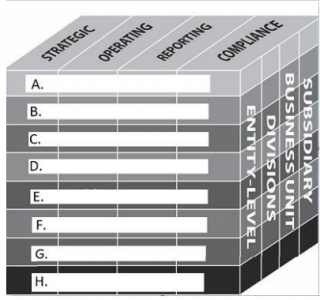 STRATEGIC
OPERATING
REPORTING
COMPLIANCE
A.
B.
C.
D.
E.
F.
G.
H.
ENTITY-LEVEL
DIVISIONS
BUSINESS UNIT
SUBSIDIARY